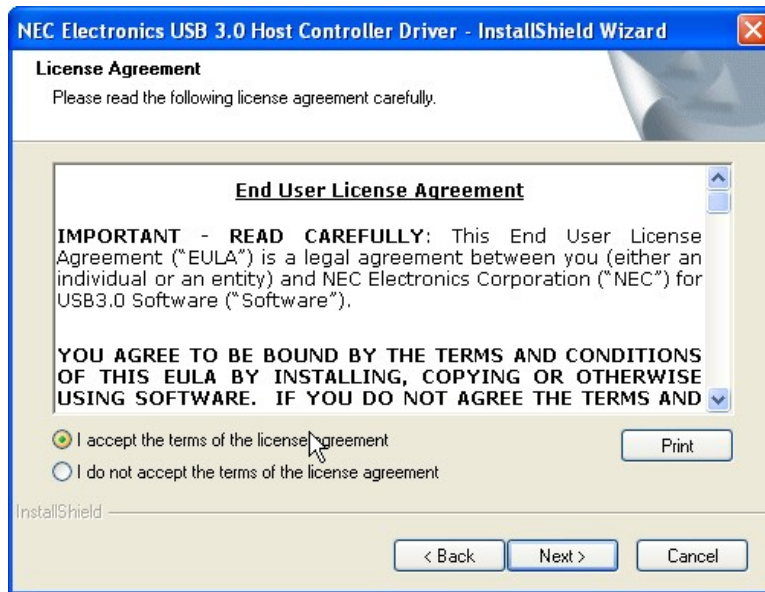 NEC Electronics USB 3.0 Host Controller Driver - InstallShield Wizard
License Agreement
Please read the following license agreement carefully.
End User License Agreement
IMPORTANT - READ CAREFULLY: This End User License
Agreement ("EULA") is a legal agreement between you (either an
individual or an entity) and NEC Electronics Corporation ("NEC") for
USB3.0 Software ("Software").
YOU AGREE TO BE BOUND BY THE TERMS AND CONDITIONS
OF THIS EULA BY INSTALLING, COPYING OR OTHERWISE
USING SOFTWARE. IF YOU DO NOT AGREE THE TERMS AND
I accept the terms of the license agreement
Print
I do not accept the terms of the license agreement
InstallShield
< Back
Next >
Cancel